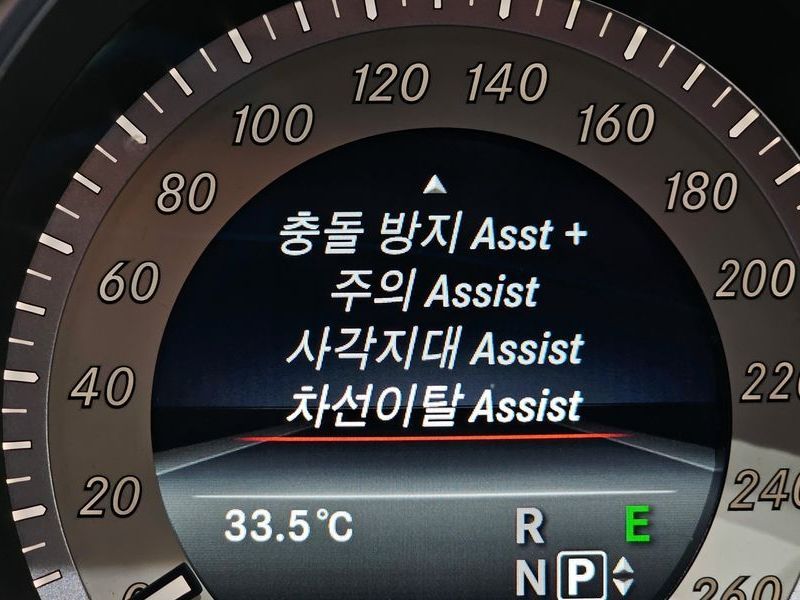 120 140
100 160
80 180
충돌 방지 Asst +
주의 Assist
60 200
사각지대 Assist
40 차선이탈 Assist
20
33.5°C R E
N P
260